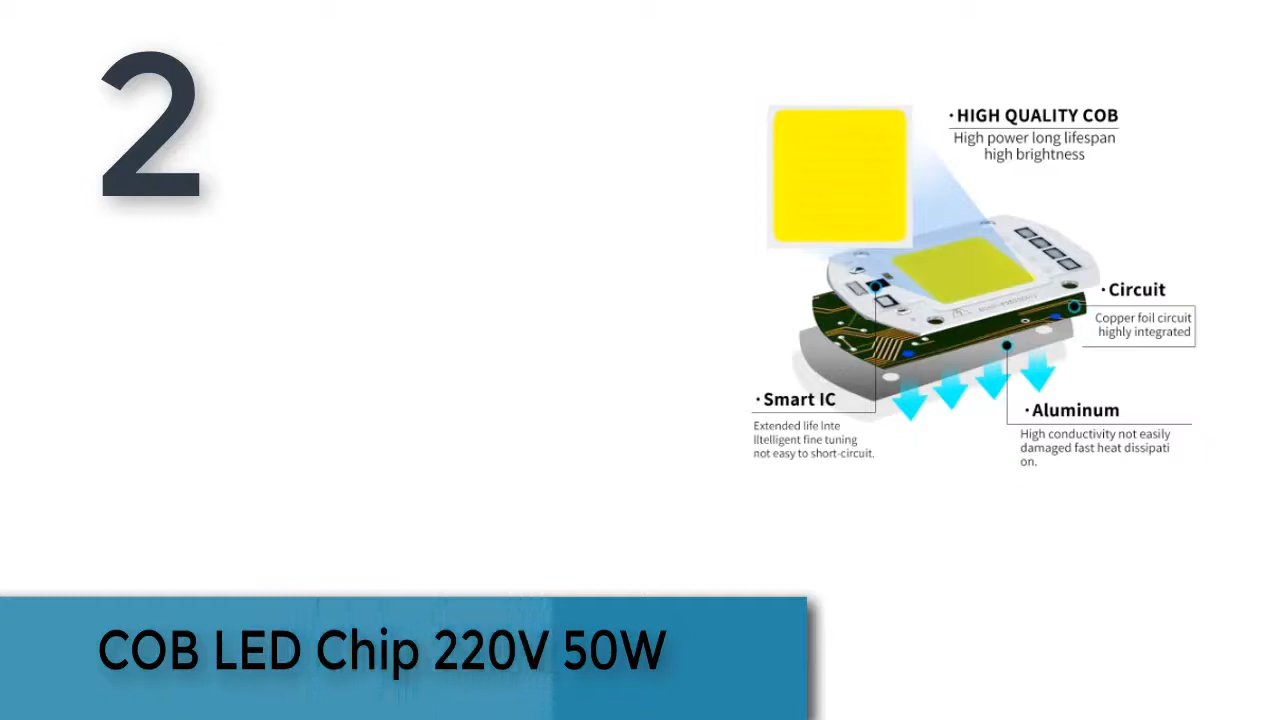 2
·HIGH QUALITY COB
High power long lifespan
high brightness
·Circuit
Copper foil circuit
highly integrated
·Smart IC
Extended life lnte
lltelligent fine tuning
not easy to short-circuit.
·Aluminum
High conductivity not easily
damaged fast heat dissipati
on.
COB LED Chip 220V 50W